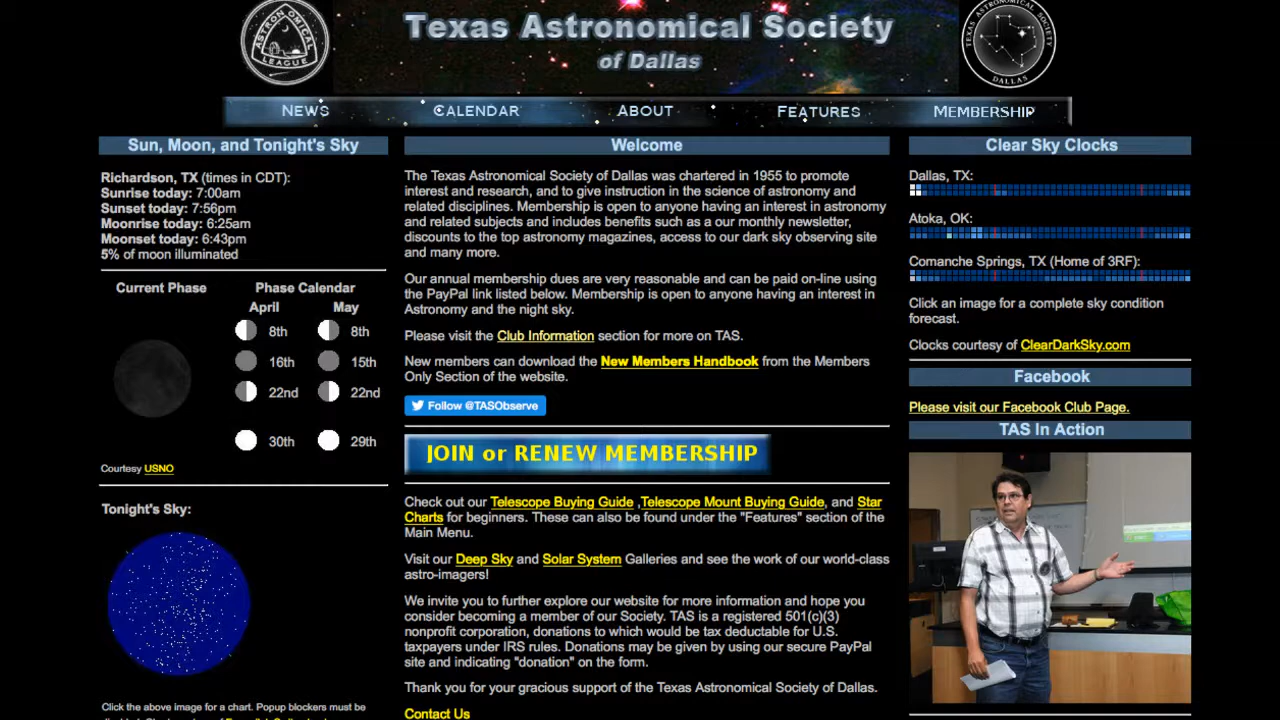 ASTRONOMICAL
LEAGUE
Texas Astronomical Society
of Dallas
TEXAS ASTRONOMICAL SOCIETY
DALLAS
NEWS
CALENDAR
ABOUT
FEATURES
MEMBERSHIP
Sun, Moon, and Tonight's Sky
Richardson, TX (times in CDT):
Sunrise today: 7:00am
Sunset today: 7:56pm
Moonrise today: 6:25am
Moonset today: 6:43pm
5% of moon illuminated
Current Phase
Phase Calendar
April May
8th 8th
16th 15th
22nd 22nd
30th 29th
Courtesy USNO
Tonight's Sky:
Click the above image for a chart. Popup blockers must be
Welcome
The Texas Astronomical Society of Dallas was chartered in 1955 to promote
interest and research, and to give instruction in the science of astronomy and
related disciplines. Membership is open to anyone having an interest in astronomy
and related subjects and includes benefits such as a our monthly newsletter,
discounts to the top astronomy magazines, access to our dark sky observing site
and many more.
Our annual membership dues are very reasonable and can be paid on-line using
the PayPal link listed below. Membership is open to anyone having an interest in
Astronomy and the night sky.
Please visit the Club Information section for more on TAS.
New members can download the New Members Handbook from the Members
Only Section of the website.
Follow @TASObserve
JOIN or RENEW MEMBERSHIP
Check out our Telescope Buying Guide ,Telescope Mount Buying Guide, and Star
Charts for beginners. These can also be found under the "Features" section of the
Main Menu.
Visit our Deep Sky and Solar System Galleries and see the work of our world-class
astro-imagers!
We invite you to further explore our website for more information and hope you
consider becoming a member of our Society. TAS is a registered 501(c)(3)
nonprofit corporation, donations to which would be tax deductable for U.S.
taxpayers under IRS rules. Donations may be given by using our secure PayPal
site and indicating "donation" on the form.
Thank you for your gracious support of the Texas Astronomical Society of Dallas.
Contact Us
Clear Sky Clocks
Dallas, TX:
Atoka, OK:
Comanche Springs, TX (Home of 3RF):
Click an image for a complete sky condition
forecast.
Clocks courtesy of ClearDarkSky.com
Facebook
Please visit our Facebook Club Page.
TAS In Action